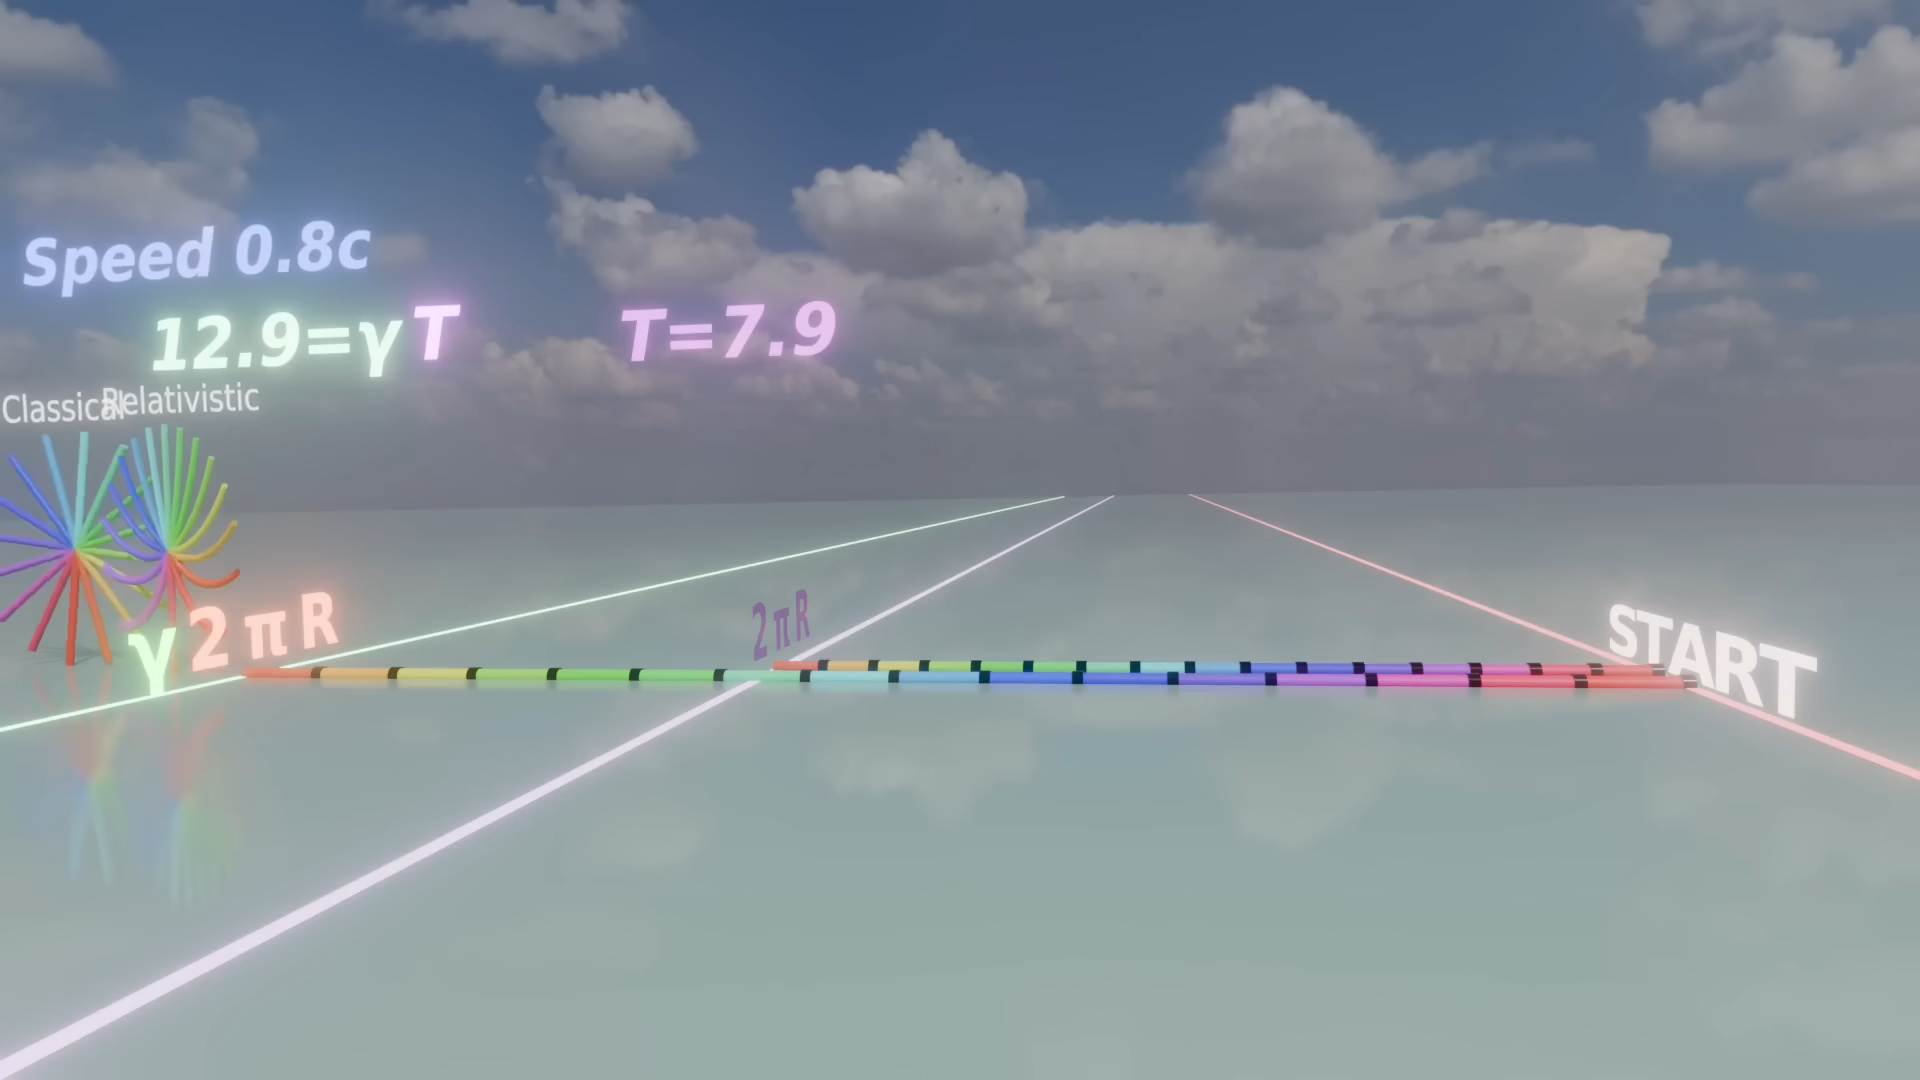 Speed 0.8c
12.9=γT T=7.9
Classical Relativistic
γ2πR 2πR START